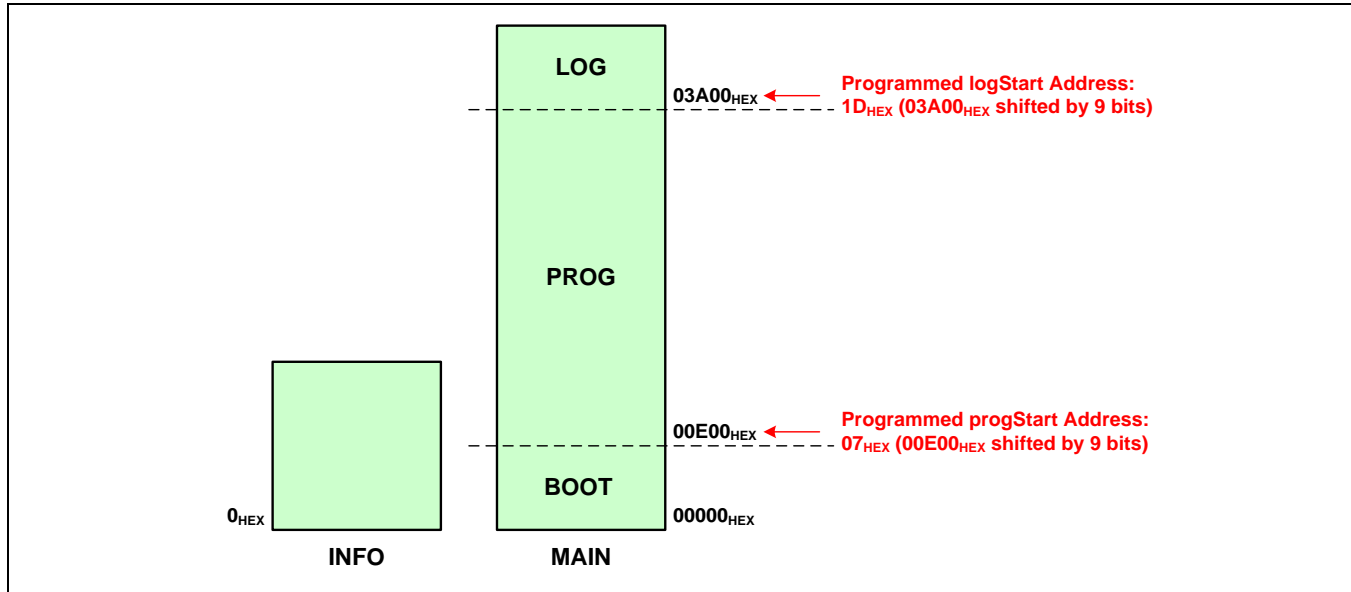 LOG
03A00HEX
Programmed logStart Address:
1DHEX (03A00HEX shifted by 9 bits)
PROG
00E00HEX
Programmed progStart Address:
07HEX (00E00HEX shifted by 9 bits)
BOOT
0HEX
00000HEX
INFO
MAIN